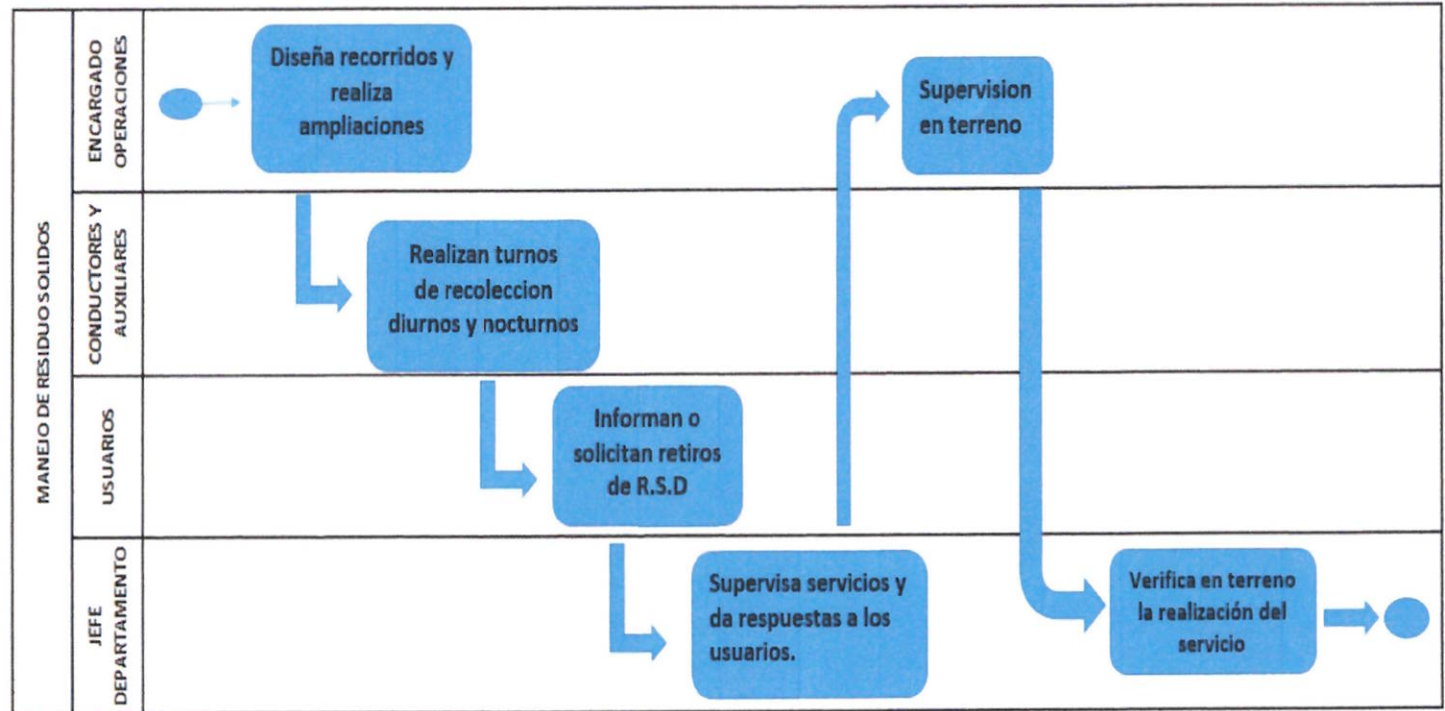 MANEJO DE RESIDUO SOLIDOS
ENCARGADO
OPERACIONES
Diseña recorridos y
realiza
ampliaciones
Supervision
en terreno
CONDUCTORES Y
AUXILIARES
Realizan turnos
de recoleccion
diurnos y nocturnos
USUARIOS
Informan o
solicitan retiros
de R.S.D
JEFE
DEPARTAMENTO
Supervisa servicios y
da respuestas a los
usuarios.
Verifica en terreno
la realización del
servicio